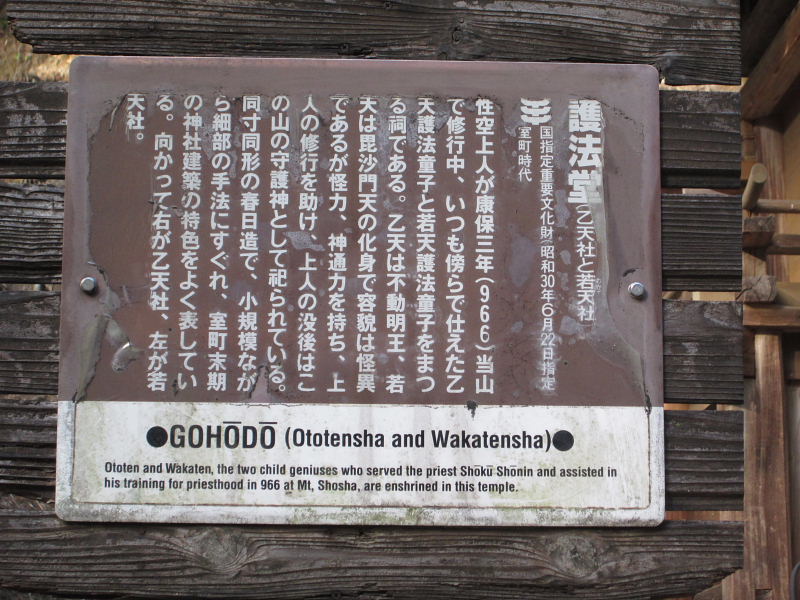 護法堂(乙天社と若天社)
国指定重要文化財(昭和30年6月22日指定)
室町時代
性空上人が康保三年(966)当山
で修行中、いつも傍らで仕えた乙
天護法童子と若天護法童子をまつ
る祠である。乙天は不動明王、若
天は毘沙門天の化身で容貌は怪異
であるが怪力、神通力を持ち、上
人の修行を助け、上人の没後はこ
の山の守護神として祀られている。
同寸同形の春日造で、小規模なが
ら細部の手法にすぐれ、室町末期
の神社建築の特色をよく表してい
る。向かって右が乙天社、左が若
天社。
●GOHŌDŌ (Ototensha and Wakatensha)●
Ototen and Wakaten, the two child geniuses who served the priest Shokū Shōnin and assisted in
his training for priesthood in 966 at Mt, Shosha, are enshrined in this temple.